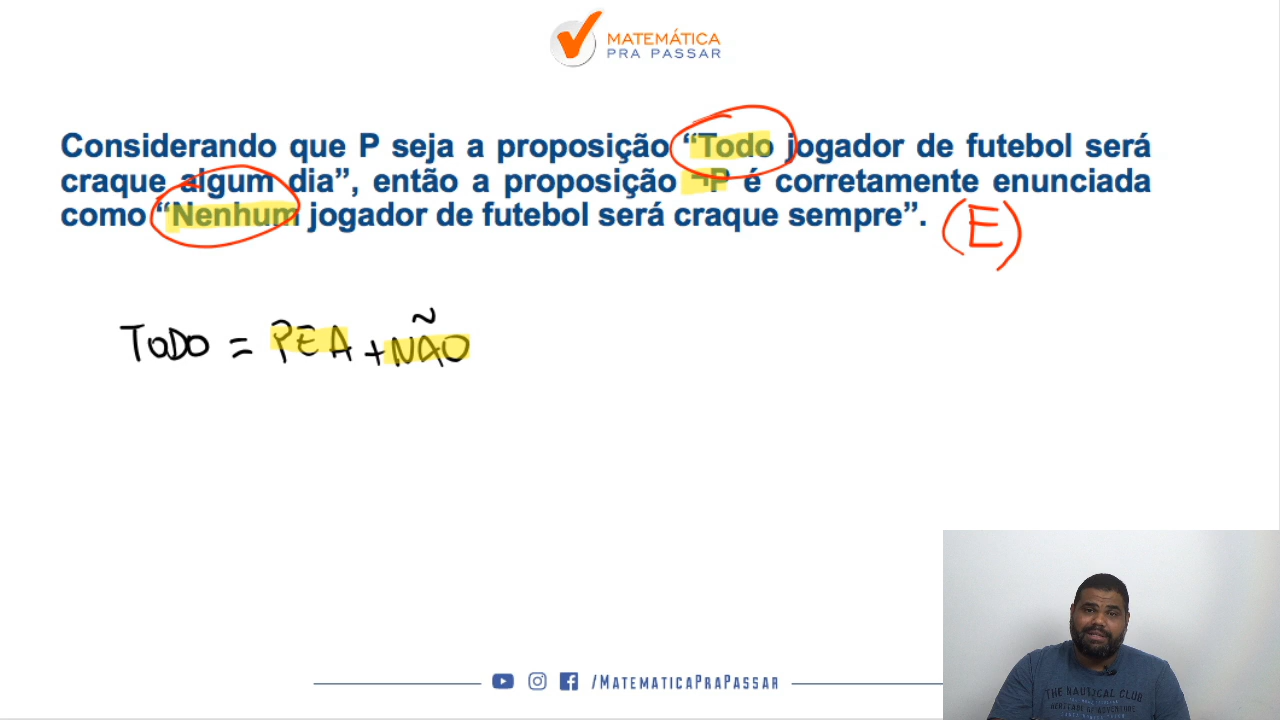 MATEMÁTICA
PRA PASSAR
Considerando que P seja a proposição “Todo jogador de futebol será
craque algum dia”, então a proposição ¬P é corretamente enunciada
como “Nenhum jogador de futebol será craque sempre”. (E)
TODO = PEA + NÃO
THE NAUTICAL CLUB
/MATEMATICAPRAPASSAR